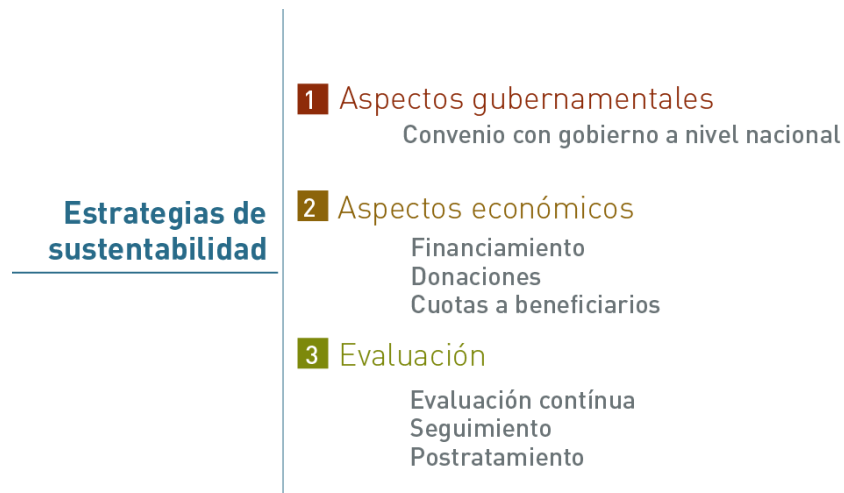 Estrategias de
sustentabilidad
1 Aspectos gubernamentales
Convenio con gobierno a nivel nacional
2 Aspectos económicos
Financiamiento
Donaciones
Cuotas a beneficiarios
3 Evaluación
Evaluación contínua
Seguimiento
Postratamiento